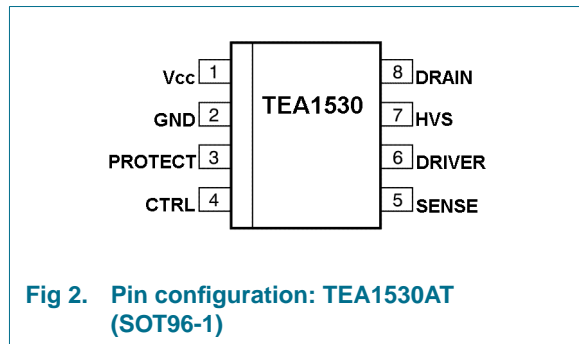 Vcc 1 8 DRAIN
TEA1530
GND 2 7 HVS
PROTECT 3 6 DRIVER
CTRL 4 5 SENSE
Fig 2. Pin configuration: TEA1530AT
(SOT96-1)